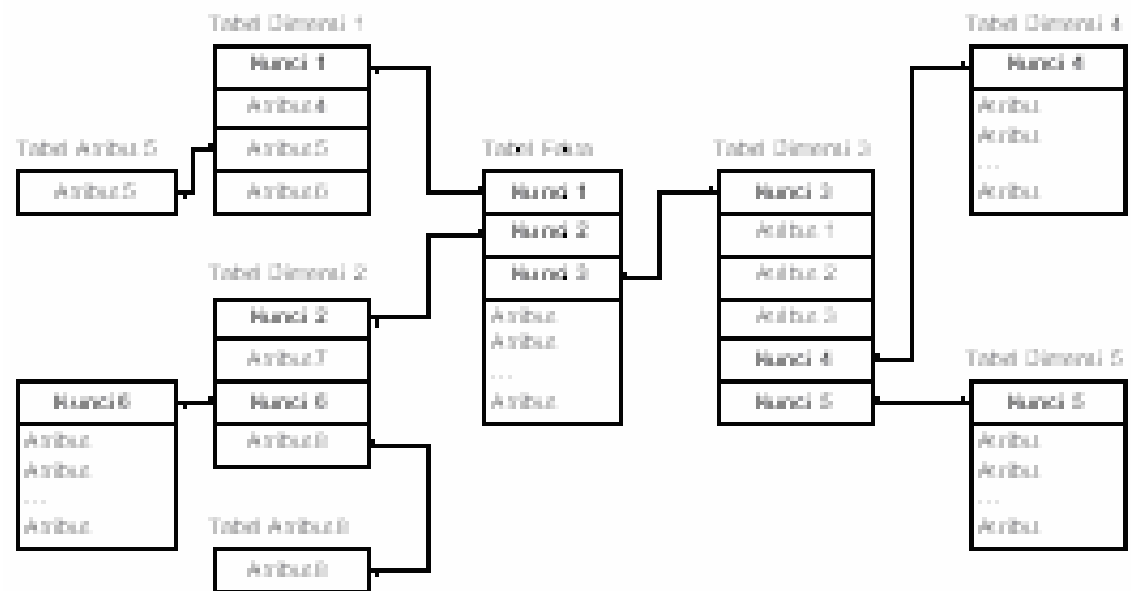 Tabel Dimensi 1
Kunci 1
Atribut 4
Atribut 5
Atribut 6
Tabel Atribut 5
Atribut 5
Tabel Dimensi 2
Kunci 2
Atribut 7
Kunci 6
Atribut 8
Kunci 6
Atribut
Atribut
...
Atribut
Tabel Atribut 8
Atribut 8
Tabel Fakta
Kunci 1
Kunci 2
Kunci 3
Atribut
Atribut
...
Atribut
Tabel Dimensi 3
Kunci 3
Atribut 1
Atribut 2
Atribut 3
Kunci 4
Kunci 5
Tabel Dimensi 4
Kunci 4
Atribut
Atribut
...
Atribut
Tabel Dimensi 5
Kunci 5
Atribut
Atribut
...
Atribut